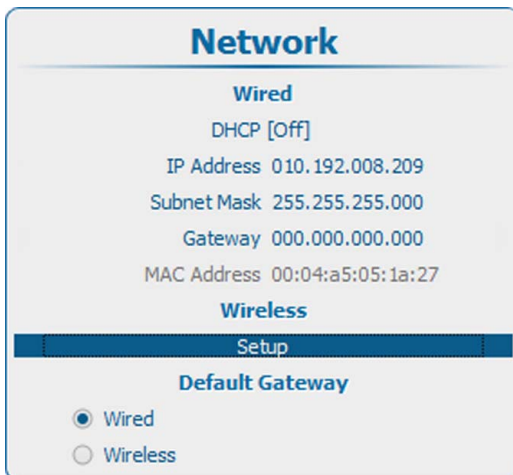 Network
Wired
DHCP [Off]
IP Address 010.192.008.209
Subnet Mask 255.255.255.000
Gateway 000.000.000.000
MAC Address 00:04:a5:05:1a:27
Wireless
Setup
Default Gateway
Wired
Wireless